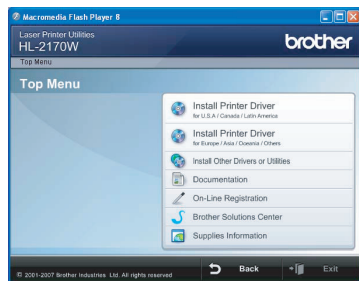 Macromedia Flash Player 8
Laser Printer Utilities
HL-2170W
brother
Top Menu
Top Menu
Install Printer Driver
for U.S.A / Canada / Latin America
Install Printer Driver
for Europe / Asia / Oceania / Others
Install Other Drivers or Utilities
Documentation
On-Line Registration
Brother Solutions Center
Supplies Information
© 2001-2007 Brother Industries Ltd. All rights reserved
Back
Exit